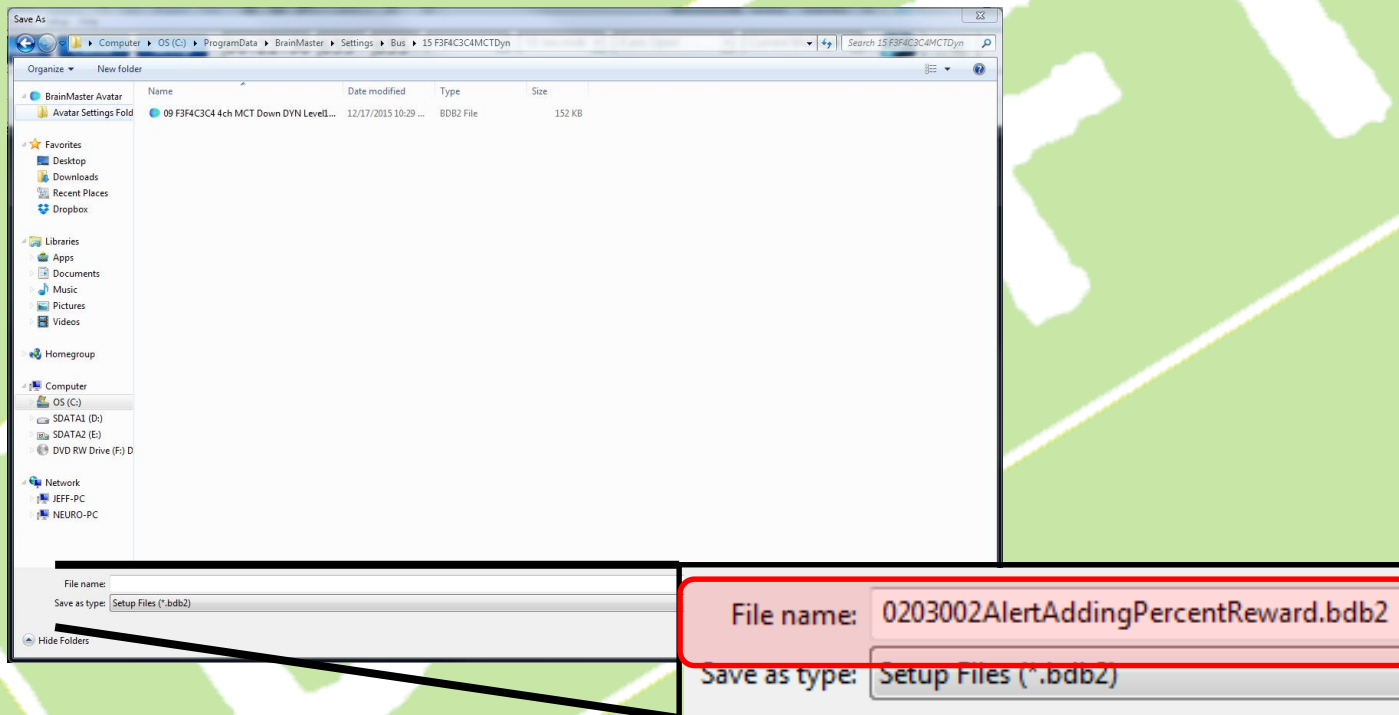 Save As
Computer ▸ OS (C:) ▸ ProgramData ▸ BrainMaster ▸ Settings ▸ Bus ▸ 15 F3F4C3C4MCTDyn
Search 15 F3F4C3C4MCTDyn
Organize New folder
Name Date modified Type Size
BrainMaster Avatar
Avatar Settings Fold
09 F3F4C3C4 4ch MCT Down DYN Level1... 12/17/2015 10:29 ... BDB2 File 152 KB
Favorites
Desktop
Downloads
Recent Places
Dropbox
Libraries
Apps
Documents
Music
Pictures
Videos
Homegroup
Computer
OS (C:)
SDATA1 (D:)
SDATA2 (E:)
DVD RW Drive (F:) D
Network
JEFF-PC
NEURO-PC
File name:
Save as type: Setup Files (*.bdb2)
Hide Folders
File name: 0203002AlertAddingPercentReward.bdb2
Save as type: Setup Files (*.bdb2)